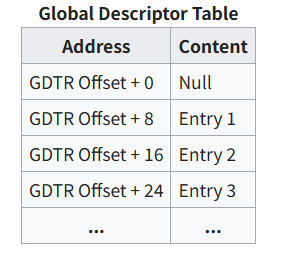 Global Descriptor Table
Address Content
GDTR Offset + 0 Null
GDTR Offset + 8 Entry 1
GDTR Offset + 16 Entry 2
GDTR Offset + 24 Entry 3
... ...